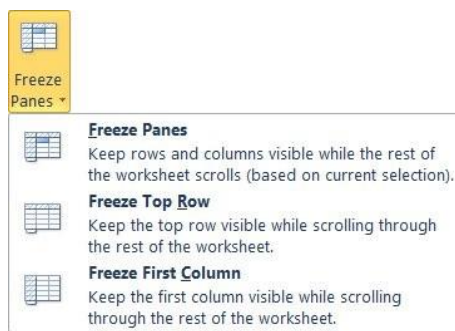 Freeze
Panes
Freeze Panes
Keep rows and columns visible while the rest of
the worksheet scrolls (based on current selection).
Freeze Top Row
Keep the top row visible while scrolling through
the rest of the worksheet.
Freeze First Column
Keep the first column visible while scrolling
through the rest of the worksheet.